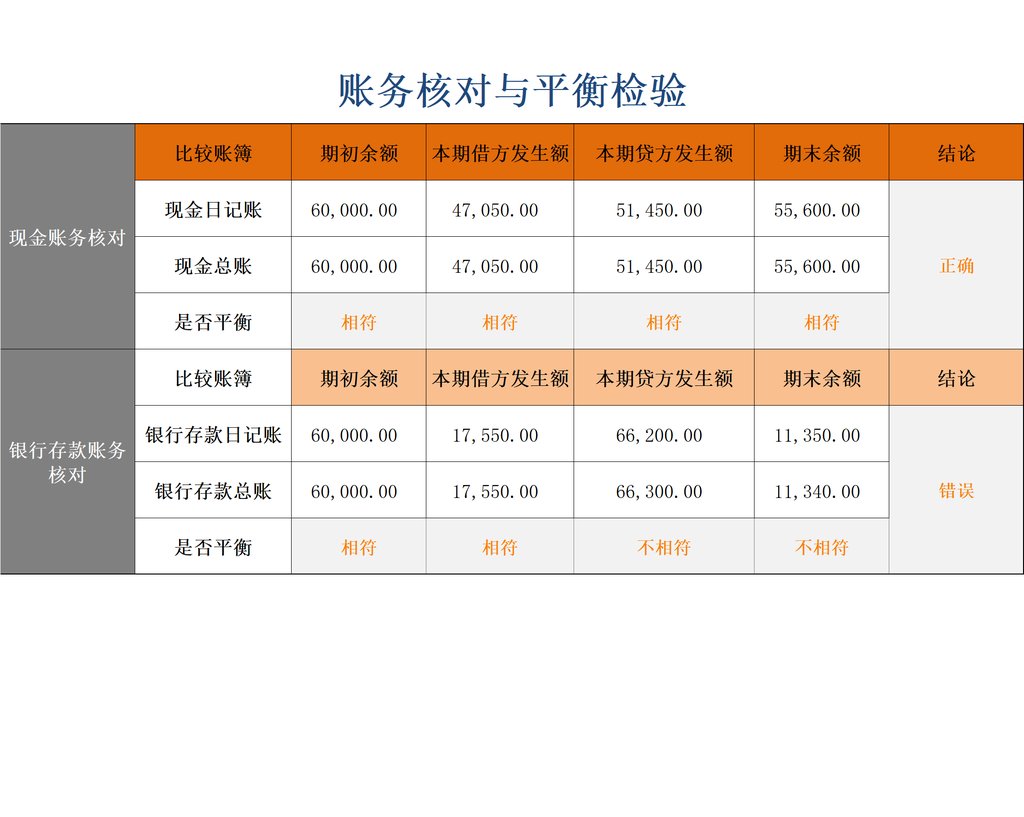 账务核对与平衡检验
比较账簿 期初余额 本期借方发生额 本期贷方发生额 期末余额 结论
现金日记账 60,000.00 47,050.00 51,450.00 55,600.00
现金账务核对
现金总账 60,000.00 47,050.00 51,450.00 55,600.00 正确
是否平衡 相符 相符 相符 相符
比较账簿 期初余额 本期借方发生额 本期贷方发生额 期末余额 结论
银行存款日记账 60,000.00 17,550.00 66,200.00 11,350.00
银行存款账务
核对
银行存款总账 60,000.00 17,550.00 66,300.00 11,340.00 错误
是否平衡 相符 相符 不相符 不相符